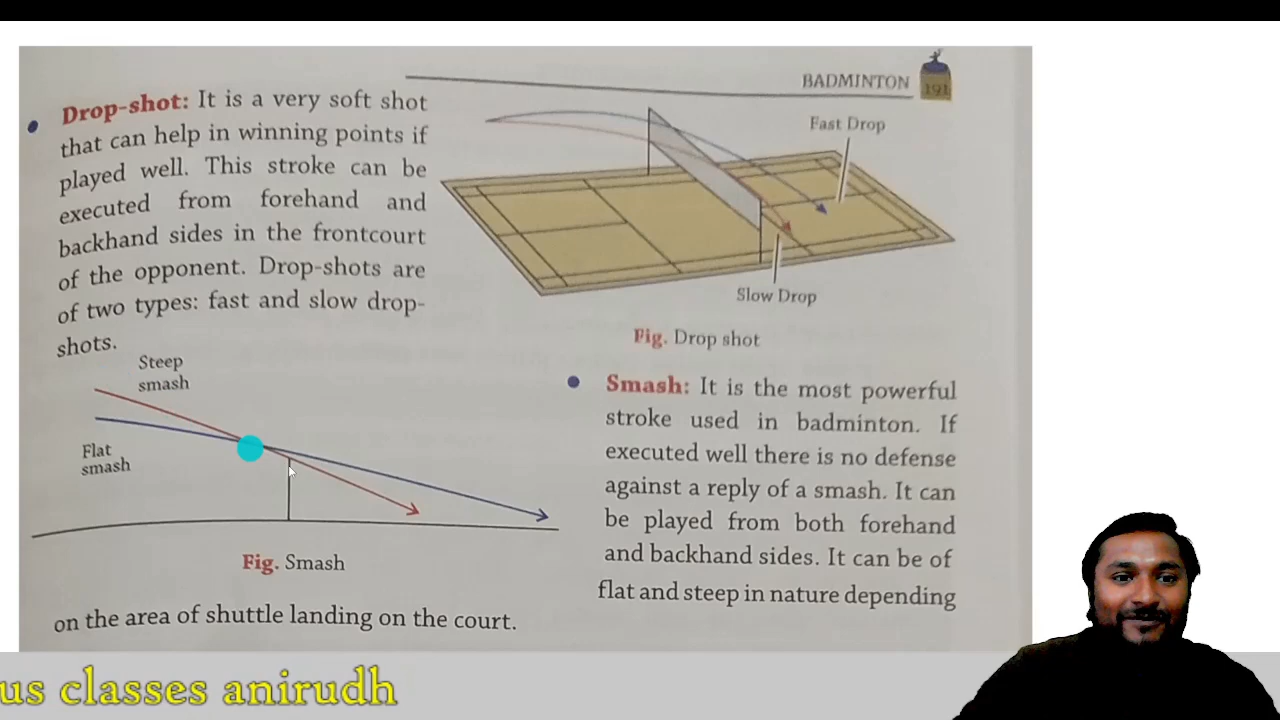 BADMINTON
191
• Drop-shot: It is a very soft shot
that can help in winning points if
played well. This stroke can be
executed from forehand and
backhand sides in the frontcourt
of the opponent. Drop-shots are
of two types: fast and slow drop-
shots.
Fast Drop
Slow Drop
Fig. Drop shot
Steep
smash
Flat
smash
Fig. Smash
• Smash: It is the most powerful
stroke used in badminton. If
executed well there is no defense
against a reply of a smash. It can
be played from both forehand
and backhand sides. It can be of
flat and steep in nature depending
on the area of shuttle landing on the court.
us classes anirudh